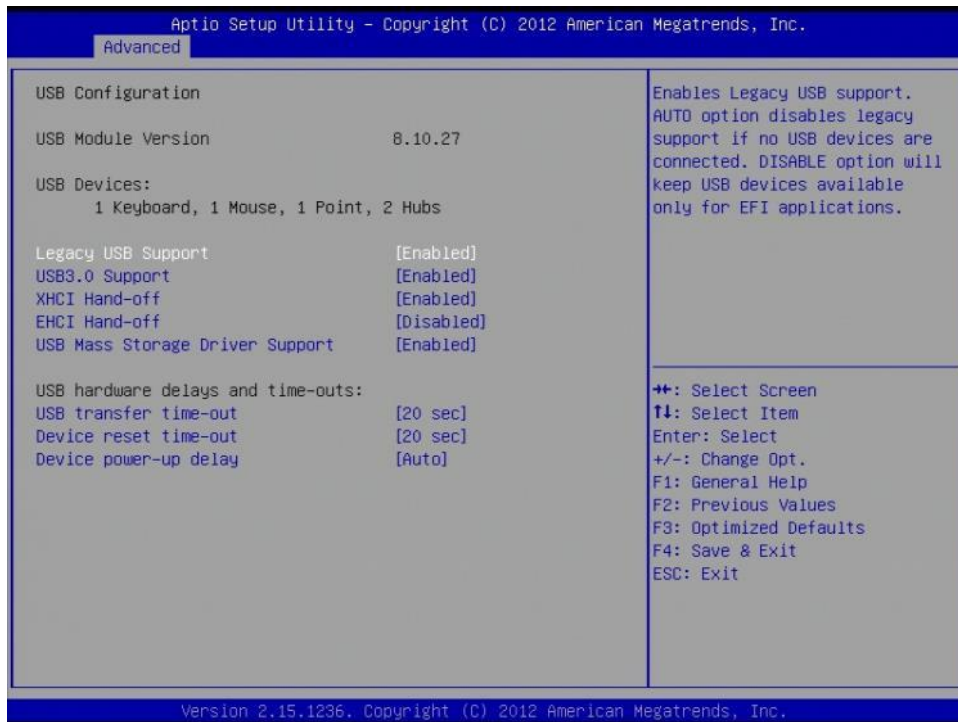 Aptio Setup Utility – Copyright (C) 2012 American Megatrends, Inc.
Advanced
USB Configuration
USB Module Version 8.10.27
USB Devices:
1 Keyboard, 1 Mouse, 1 Point, 2 Hubs
Legacy USB Support [Enabled]
USB3.0 Support [Enabled]
XHCI Hand-off [Enabled]
EHCI Hand-off [Disabled]
USB Mass Storage Driver Support [Enabled]
USB hardware delays and time-outs:
USB transfer time-out [20 sec]
Device reset time-out [20 sec]
Device power-up delay [Auto]
Enables Legacy USB support.
AUTO option disables legacy
support if no USB devices are
connected. DISABLE option will
keep USB devices available
only for EFI applications.
→←: Select Screen
↑↓: Select Item
Enter: Select
+/-: Change Opt.
F1: General Help
F2: Previous Values
F3: Optimized Defaults
F4: Save & Exit
ESC: Exit
Version 2.15.1236. Copyright (C) 2012 American Megatrends, Inc.